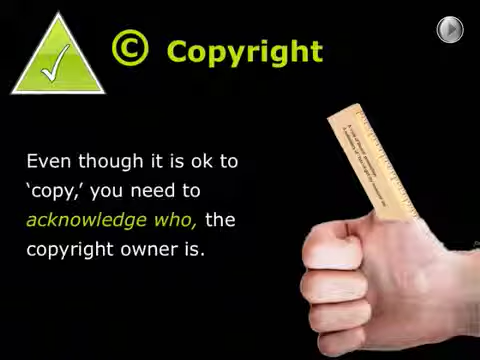 © Copyright
Even though it is ok to
‘copy,’ you need to
acknowledge who, the
copyright owner is.